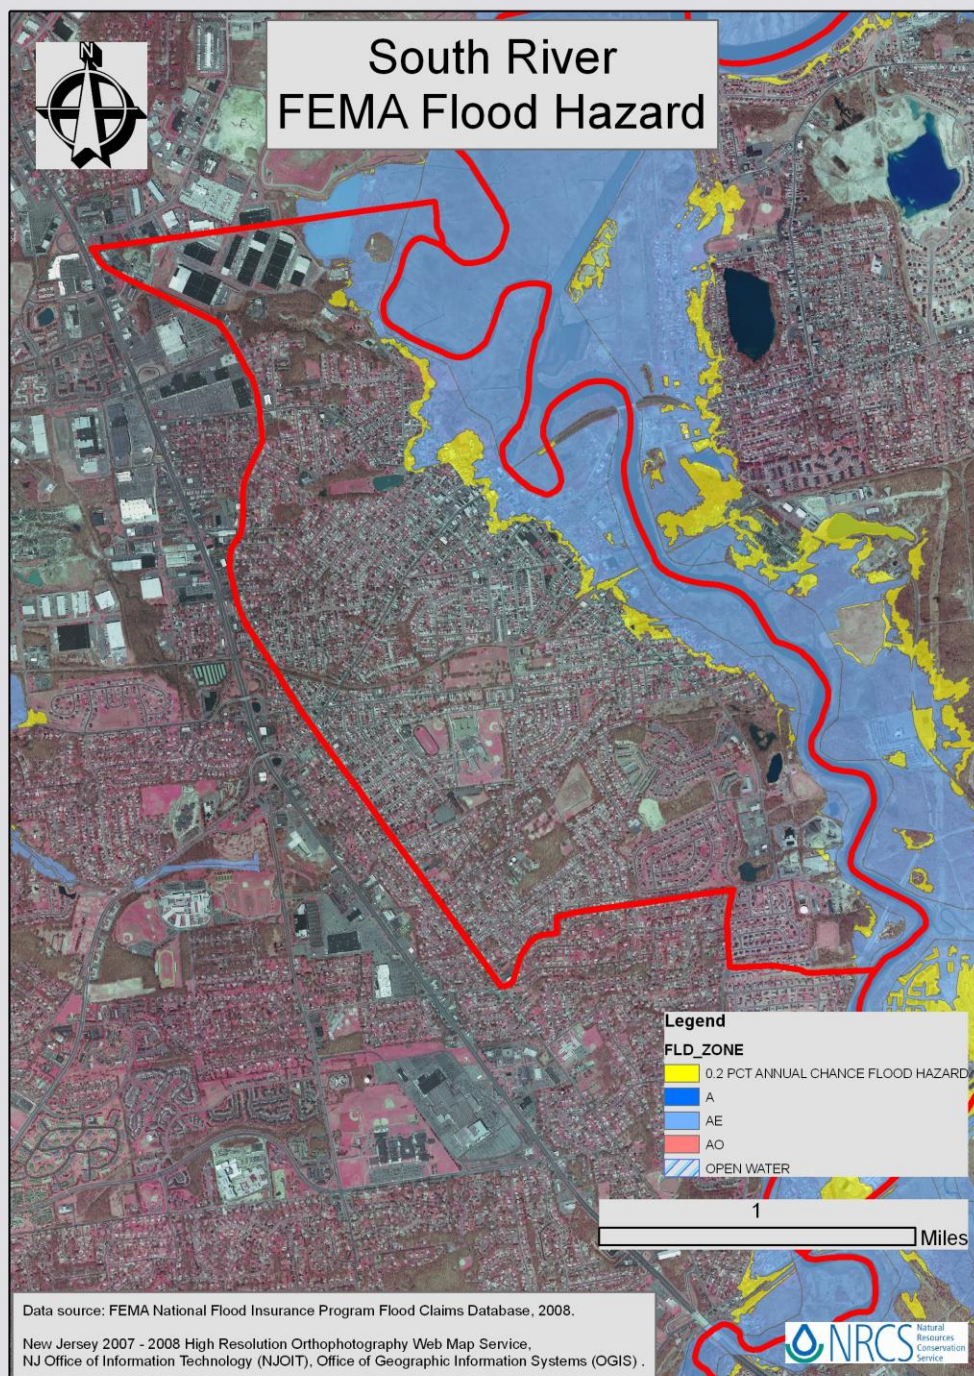 N
South River
FEMA Flood Hazard
Legend
FLD_ZONE
0.2 PCT ANNUAL CHANCE FLOOD HAZARD
A
AE
AO
OPEN WATER
1
Miles
Data source: FEMA National Flood Insurance Program Flood Claims Database, 2008.
New Jersey 2007 - 2008 High Resolution Orthophotography Web Map Service,
NJ Office of Information Technology (NJOIT), Office of Geographic Information Systems (OGIS) .
NRCS
Natural
Resources
Conservation
Service